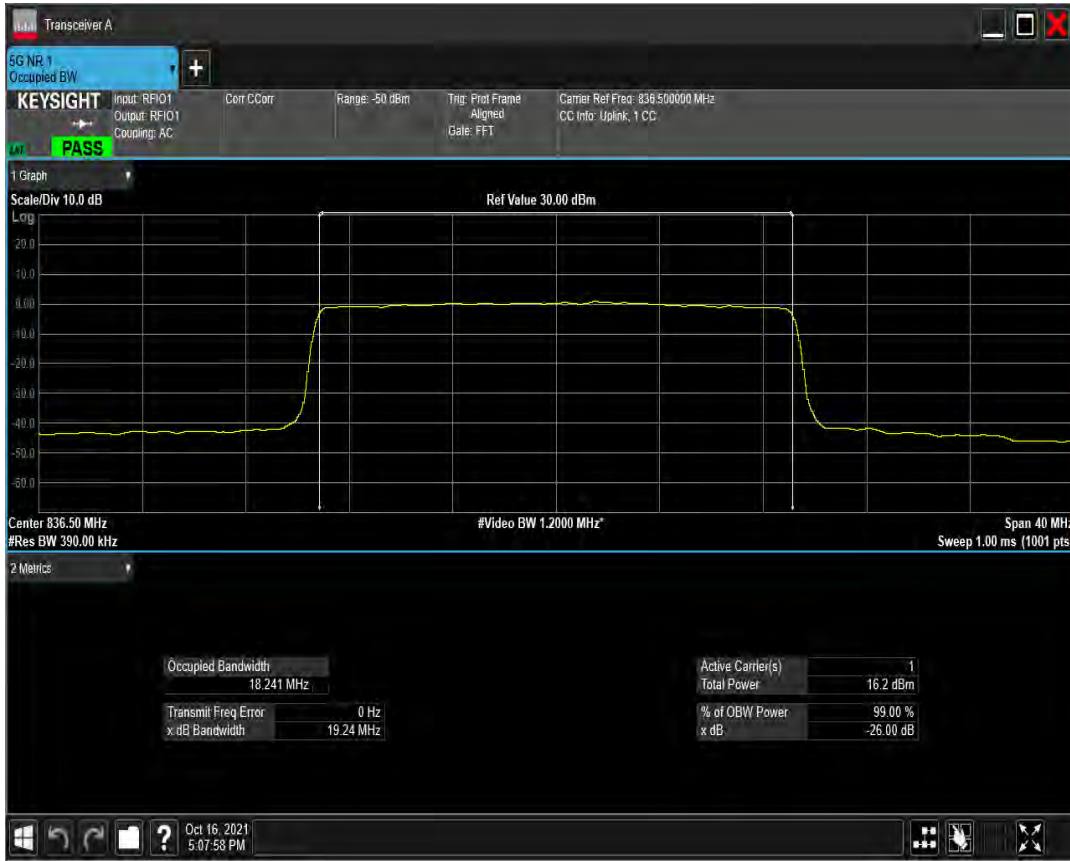 Transceiver A
5G NR 1
Occupied BW
+
KEYSIGHT
Input: RFIO1
Output: RFIO1
Coupling: AC
Corr CCorr
Range: -50 dBm
Trig: Prot Frame
Aligned
Gate: FFT
Carrier Ref Freq: 836.500000 MHz
CC Info: Uplink, 1 CC
PASS
1 Graph
Scale/Div 10.0 dB
Ref Value 30.00 dBm
Log
20.0
10.0
0.00
-10.0
-20.0
-30.0
-40.0
-50.0
-60.0
Center 836.50 MHz
#Video BW 1.2000 MHz*
Span 40 MHz
#Res BW 390.00 kHz
Sweep 1.00 ms (1001 pts
2 Metrics
Occupied Bandwidth
18.241 MHz
Transmit Freq Error 0 Hz
x dB Bandwidth 19.24 MHz
Active Carrier(s) 1
Total Power 16.2 dBm
% of OBW Power 99.00 %
x dB -26.00 dB
?
Oct 16, 2021
5:07:58 PM